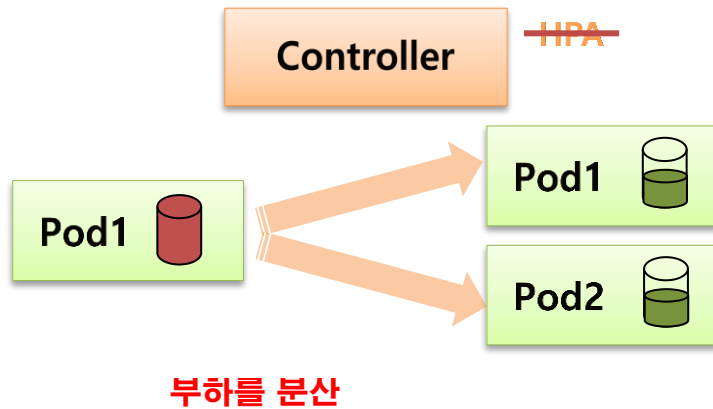 Controller
HPA
Pod1
Pod1
Pod2
부하를 분산